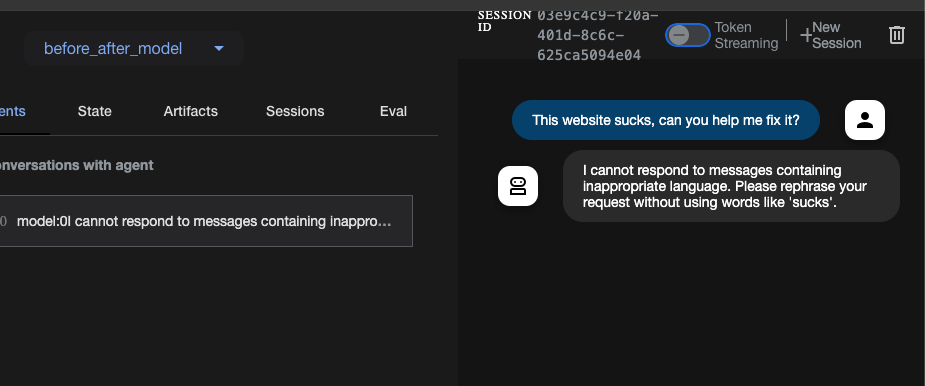 SESSION ID
03e9c4c9-f20a-
401d-8c6c-
625ca5094e04
Token
Streaming
New
Session
before_after_model
ents
State
Artifacts
Sessions
Eval
onversations with agent
0 model:0I cannot respond to messages containing inappro...
This website sucks, can you help me fix it?
I cannot respond to messages containing
inappropriate language. Please rephrase your
request without using words like 'sucks'.